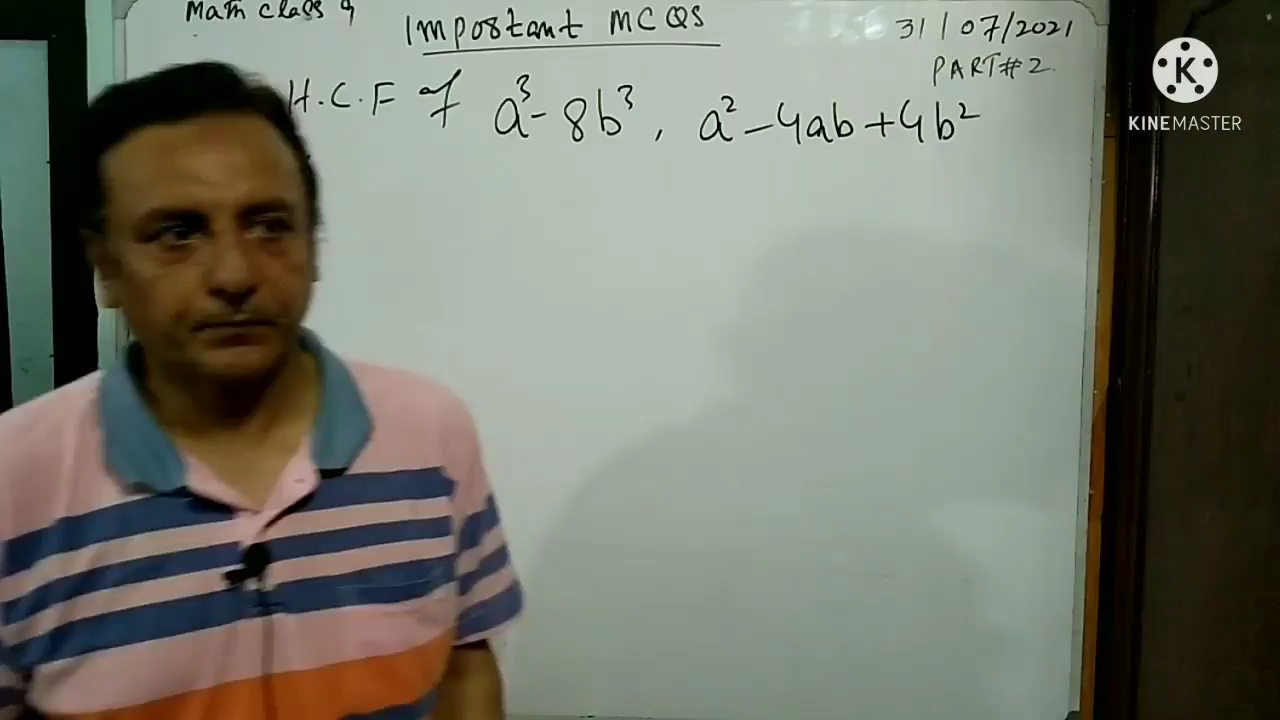 Math class 9
Important MCQS
31/07/2021
PART#2
H.C.F of a³-8b³, a²-4ab+4b²
K
KINEMASTER